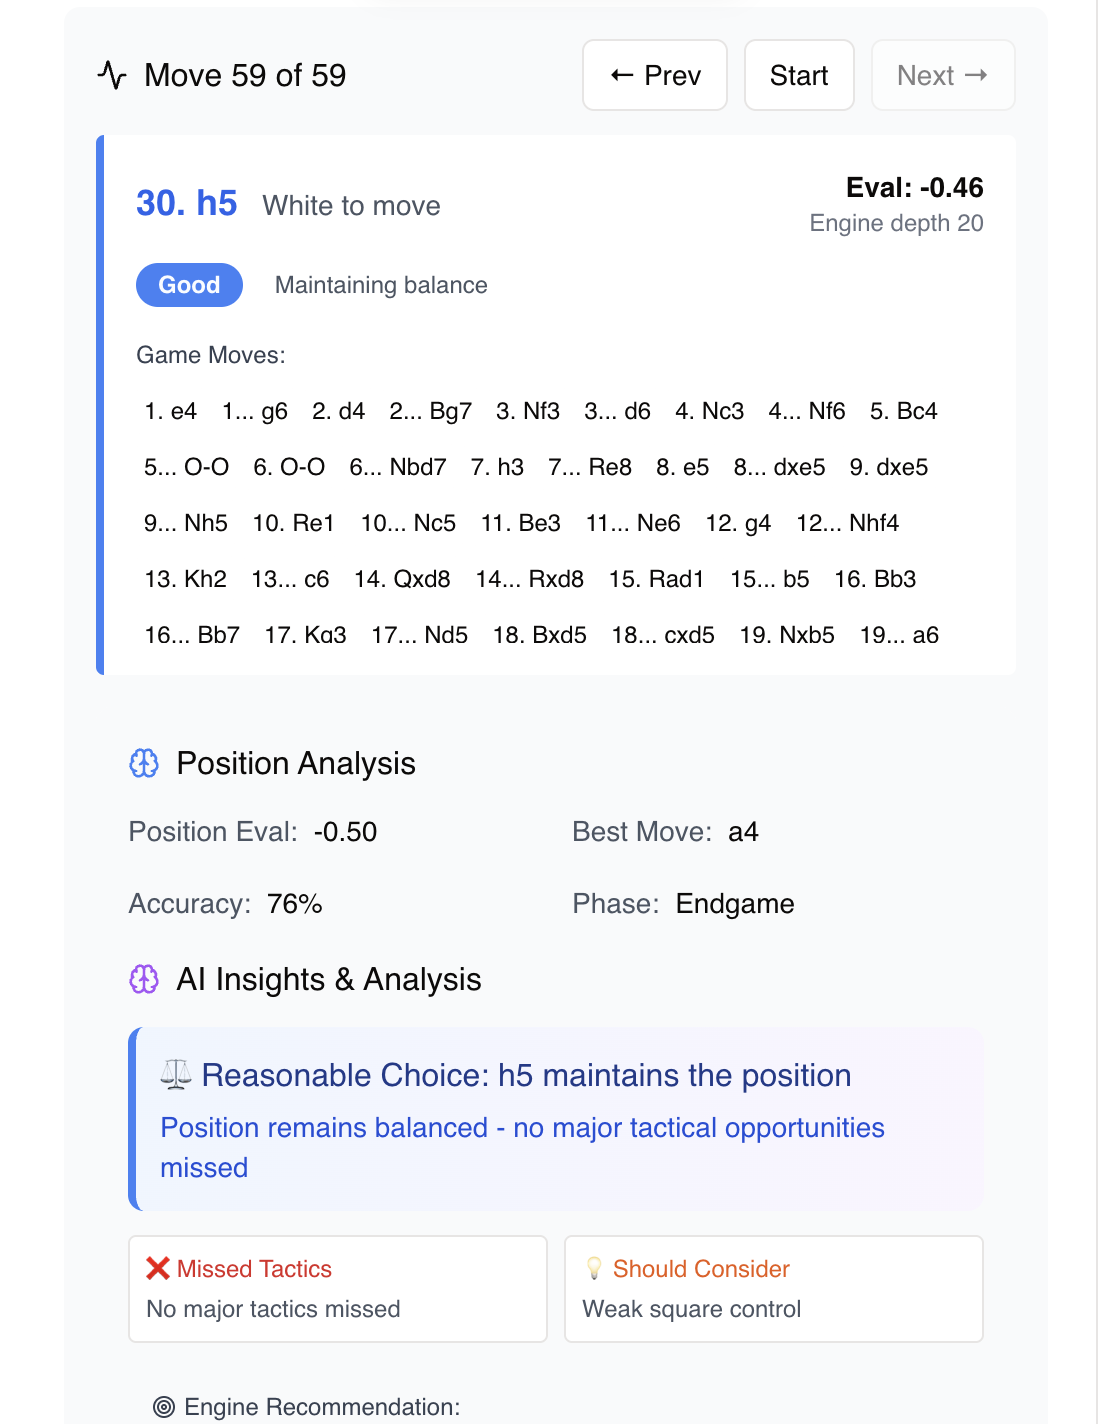 Move 59 of 59
← Prev
Start
Next →
30. h5 White to move
Eval: -0.46
Engine depth 20
Good Maintaining balance
Game Moves:
1. e4 1... g6 2. d4 2... Bg7 3. Nf3 3... d6 4. Nc3 4... Nf6 5. Bc4
5... O-O 6. O-O 6... Nbd7 7. h3 7... Re8 8. e5 8... dxe5 9. dxe5
9... Nh5 10. Re1 10... Nc5 11. Be3 11... Ne6 12. g4 12... Nhf4
13. Kh2 13... c6 14. Qxd8 14... Rxd8 15. Rad1 15... b5 16. Bb3
16... Bb7 17. Kg3 17... Nd5 18. Bxd5 18... cxd5 19. Nxb5 19... a6
Position Analysis
Position Eval: -0.50 Best Move: a4
Accuracy: 76% Phase: Endgame
AI Insights & Analysis
⚖️ Reasonable Choice: h5 maintains the position
Position remains balanced - no major tactical opportunities
missed
❌ Missed Tactics
No major tactics missed
💡 Should Consider
Weak square control
Engine Recommendation: